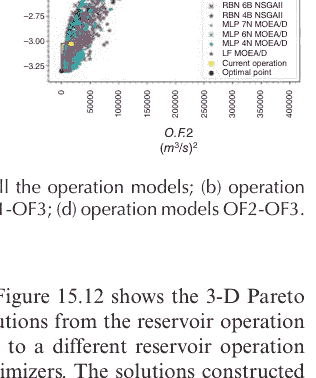 RBN 6B NSGAII
−2.75
RBN 4B NSGAII
MLP 7N MOEA/D
MLP 6N MOEA/D
−3.00
MLP 4N MOEA/D
LF MOEA/D
Current operation
−3.25
Optimal point
0
50000
100000
150000
200000
250000
300000
350000
400000
O.F.2
(m³/s)²
ll the operation models; (b) operation
1-OF3; (d) operation models OF2-OF3.
Figure 15.12 shows the 3-D Pareto
utions from the reservoir operation
to a different reservoir operation
imizers. The solutions constructed